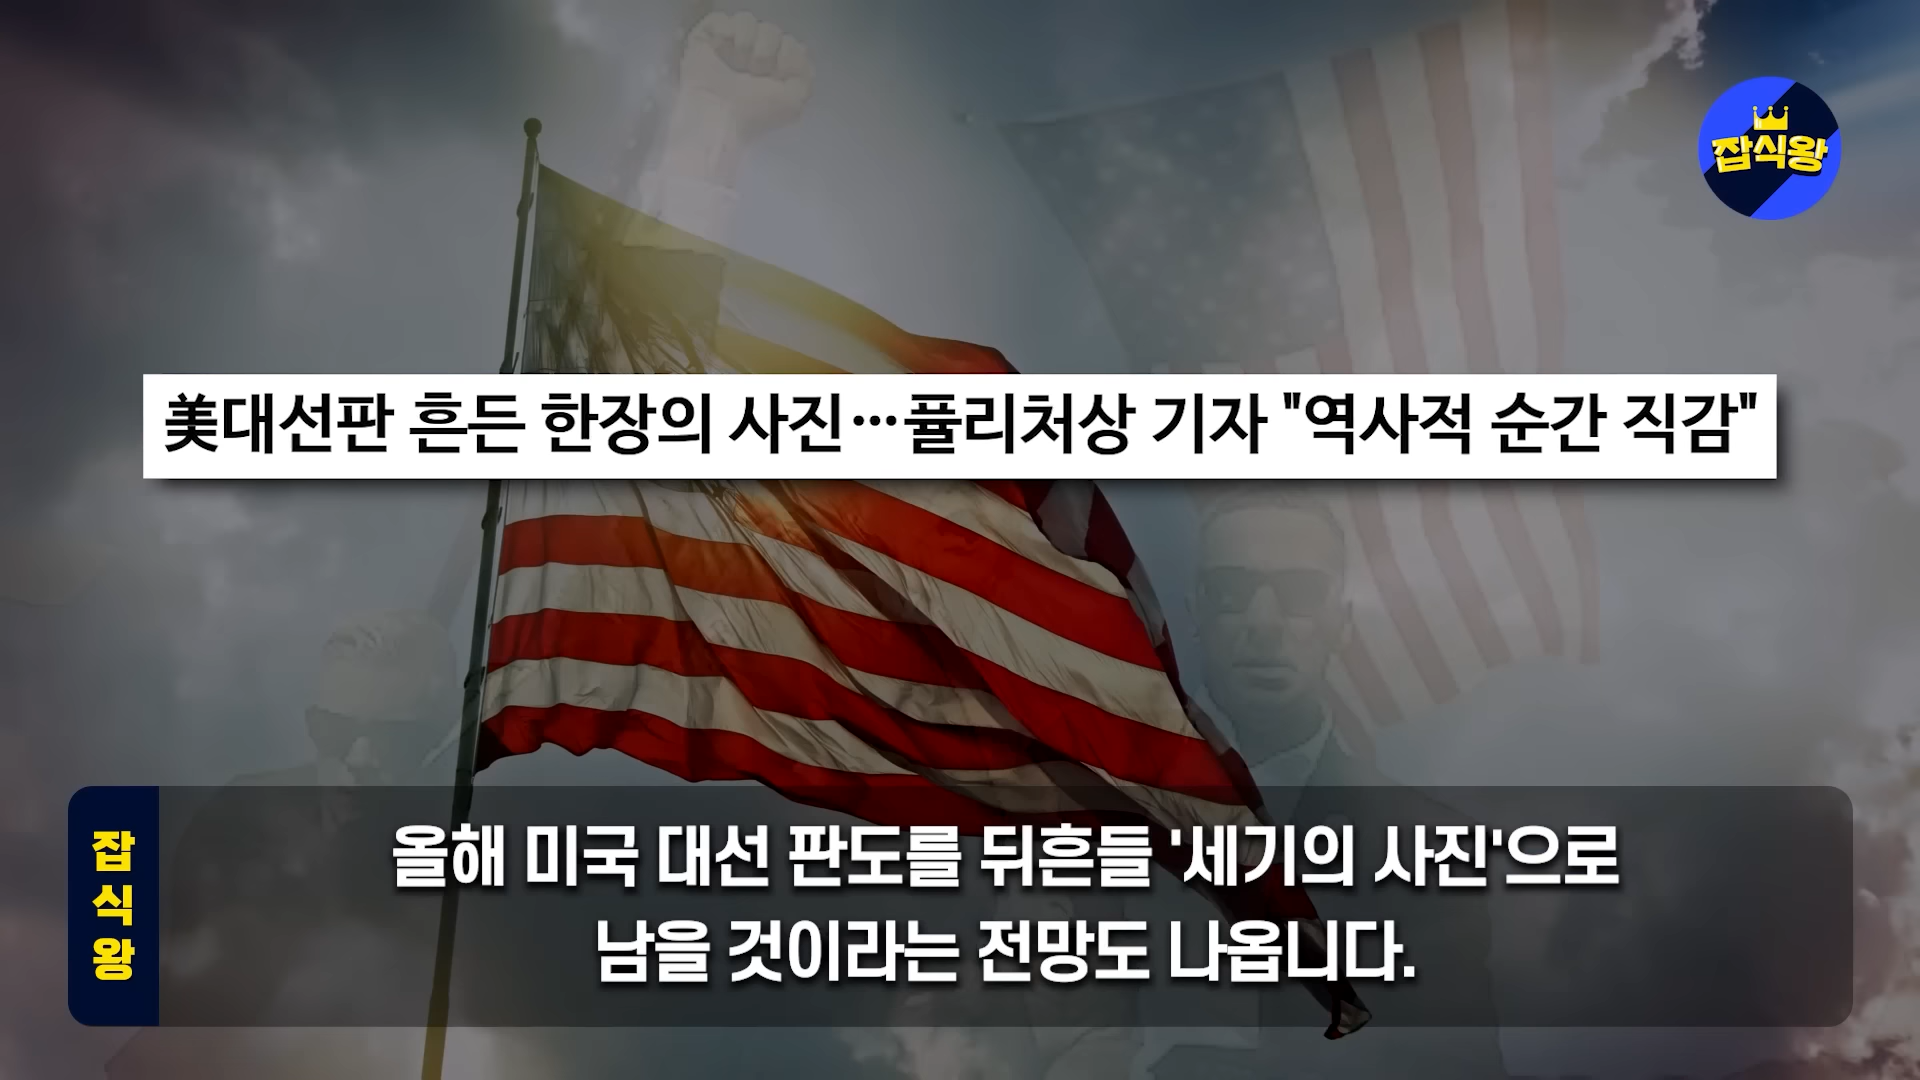 잡식왕
美대선판 흔든 한장의 사진…퓰리처상 기자 "역사적 순간 직감"
잡식왕
올해 미국 대선 판도를 뒤흔들 '세기의 사진'으로
남을 것이라는 전망도 나옵니다.